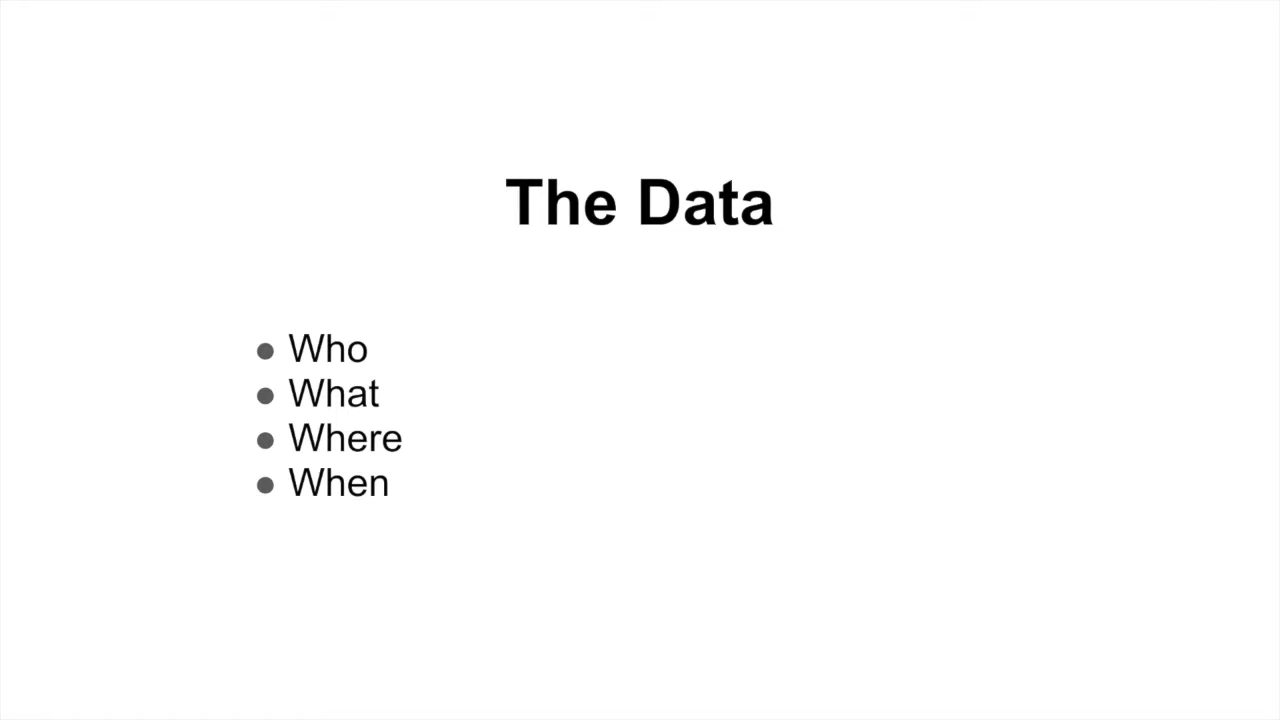 The Data
● Who
● What
● Where
● When